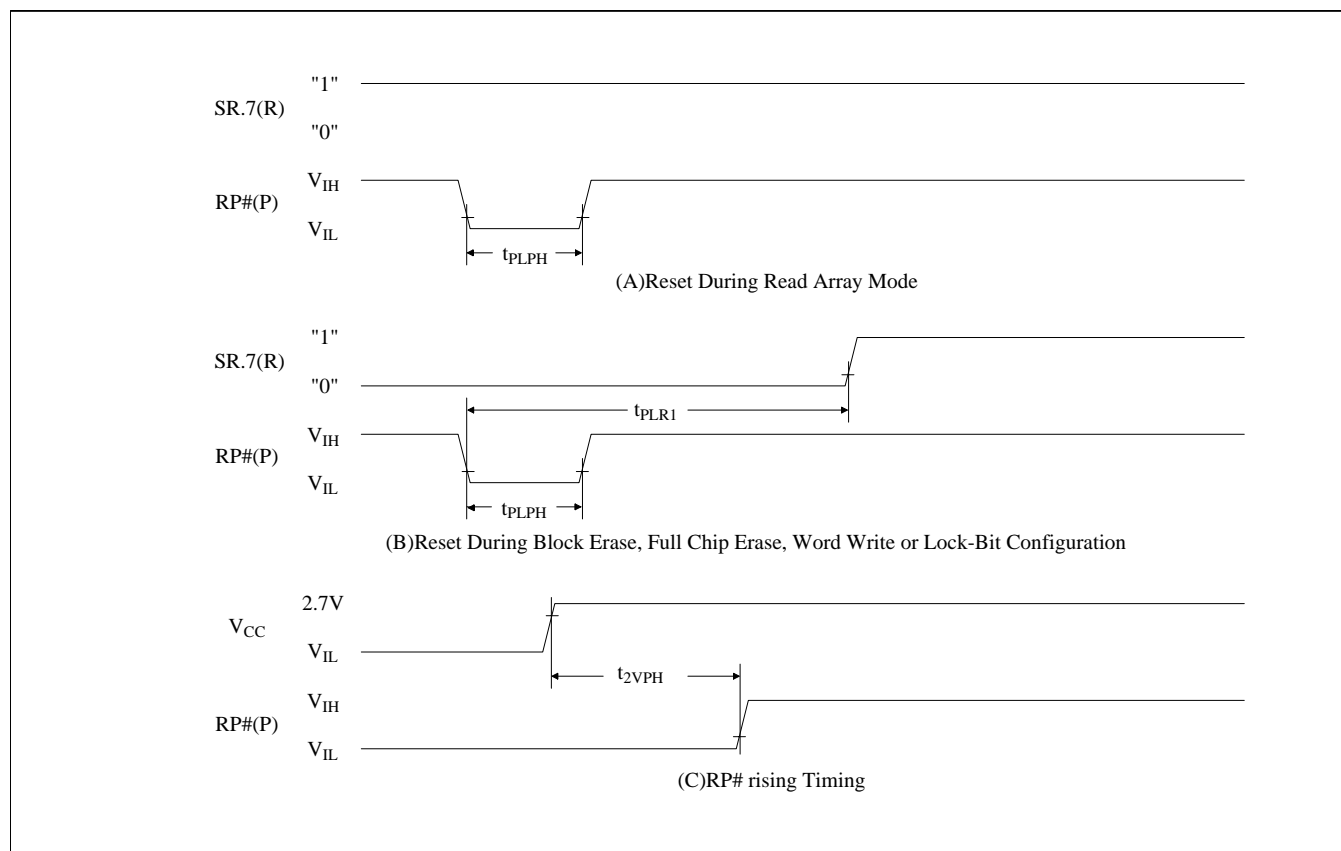 "1"
SR.7(R)
"0"
VIH
RP#(P)
VIL
tPLPH
(A)Reset During Read Array Mode
"1"
SR.7(R)
"0"
tPLR1
VIH
RP#(P)
VIL
tPLPH
(B)Reset During Block Erase, Full Chip Erase, Word Write or Lock-Bit Configuration
2.7V
VCC
VIL
t2VPH
VIH
RP#(P)
VIL
(C)RP# rising Timing